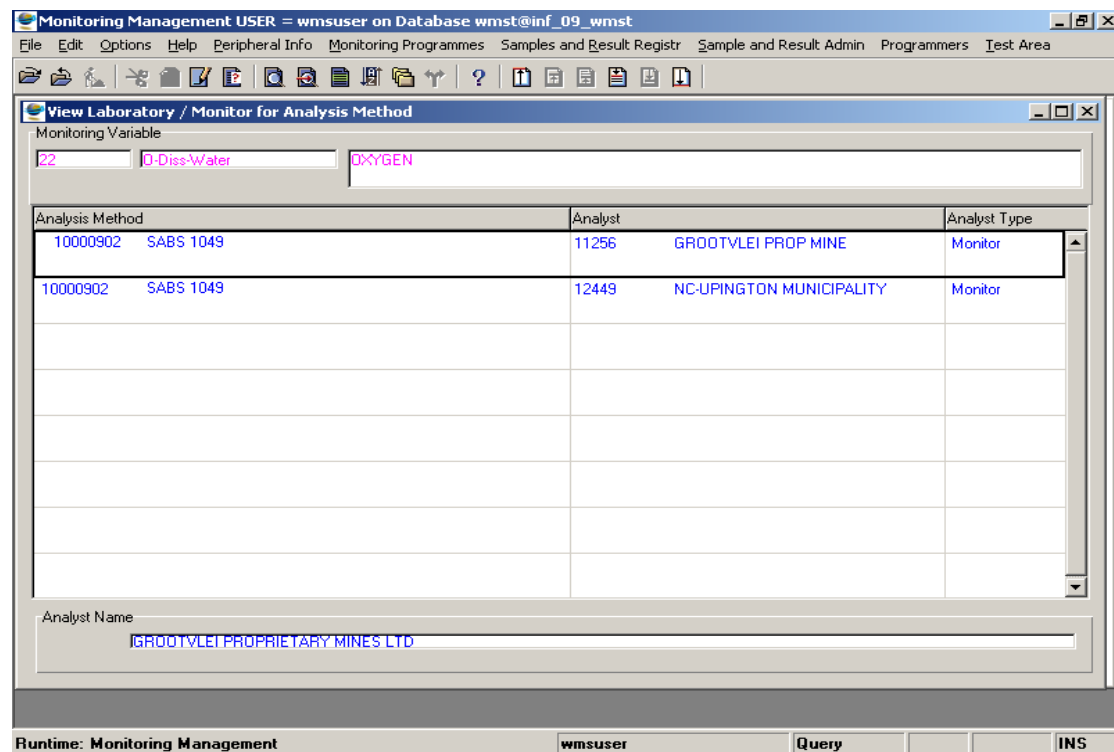 Monitoring Management USER = wmsuser on Database wmst@inf_09_wmst
File Edit Options Help Peripheral Info Monitoring Programmes Samples and Result Registr Sample and Result Admin Programmers Test Area
View Laboratory / Monitor for Analysis Method
Monitoring Variable
22 O-Diss-Water OXYGEN
Analysis Method Analyst Analyst Type
10000902 SABS 1049 11256 GROOTVLEI PROP MINE Monitor
10000902 SABS 1049 12449 NC-UPINGTON MUNICIPALITY Monitor
Analyst Name
GROOTVLEI PROPRIETARY MINES LTD
Runtime: Monitoring Management wmsuser Query INS